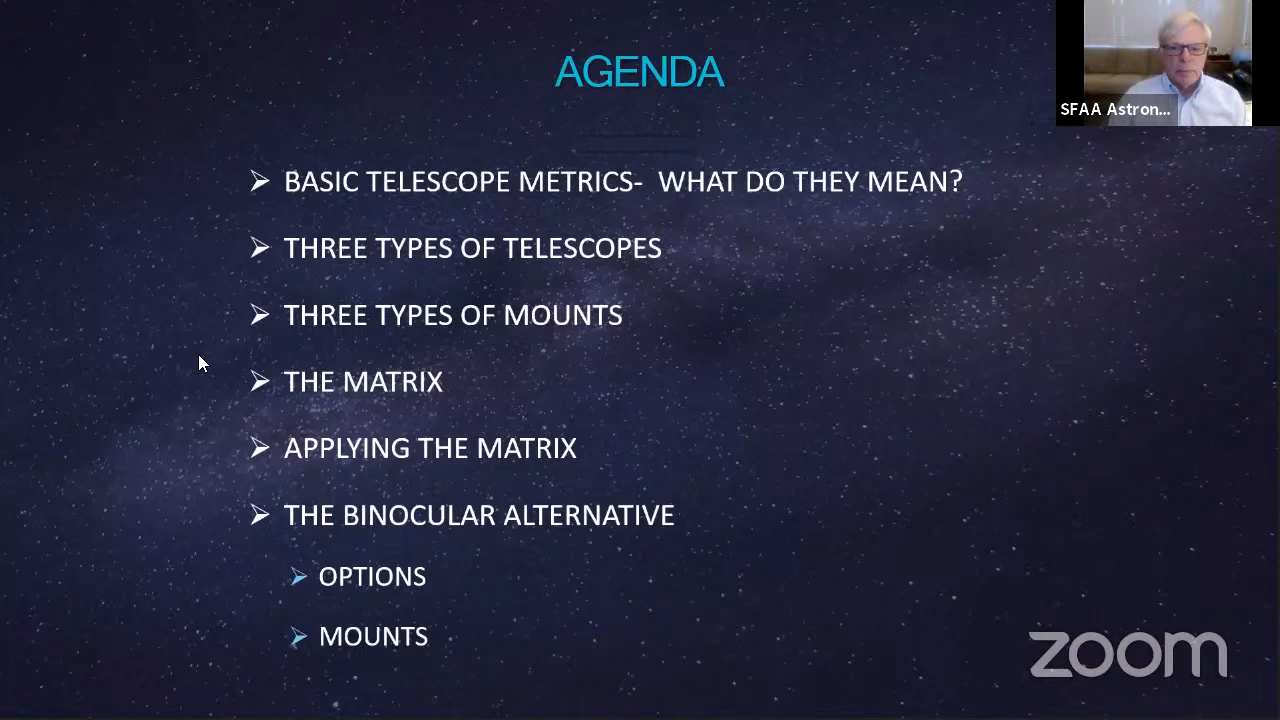 AGENDA
SFAA Astron...
BASIC TELESCOPE METRICS- WHAT DO THEY MEAN?
THREE TYPES OF TELESCOPES
THREE TYPES OF MOUNTS
THE MATRIX
APPLYING THE MATRIX
THE BINOCULAR ALTERNATIVE
OPTIONS
MOUNTS
zoom